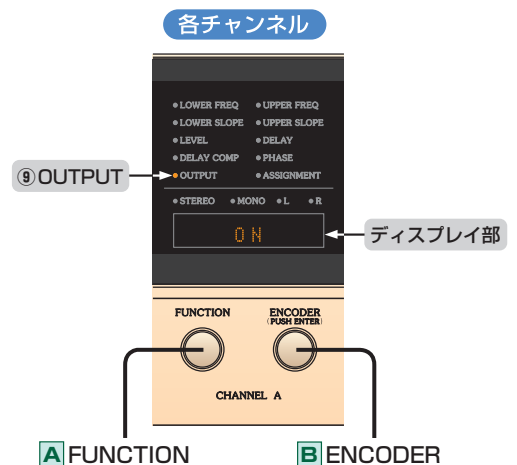 各チャンネル
LOWER FREQ UPPER FREQ
LOWER SLOPE UPPER SLOPE
LEVEL DELAY
DELAY COMP PHASE
⑨OUTPUT
OUTPUT ASSIGNMENT
STEREO MONO L R
ON
ディスプレイ部
FUNCTION ENCODER
(PUSH ENTER)
CHANNEL A
A FUNCTION B ENCODER